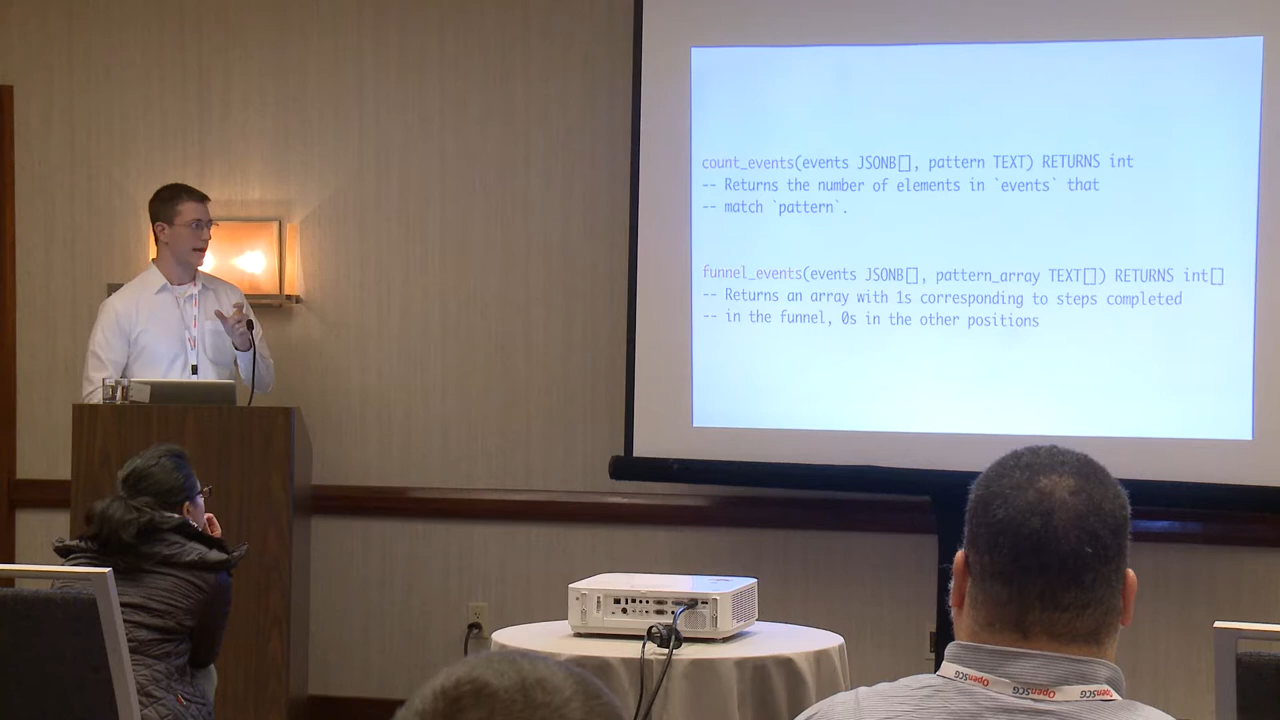 count_events(events JSONB[], pattern TEXT) RETURNS int
-- Returns the number of elements in `events` that
-- match `pattern`.
funnel_events(events JSONB[], pattern_array TEXT[]) RETURNS int[]
-- Returns an array with 1s corresponding to steps completed
-- in the funnel, 0s in the other positions
OpenSCG OpenSCG OpenSCG